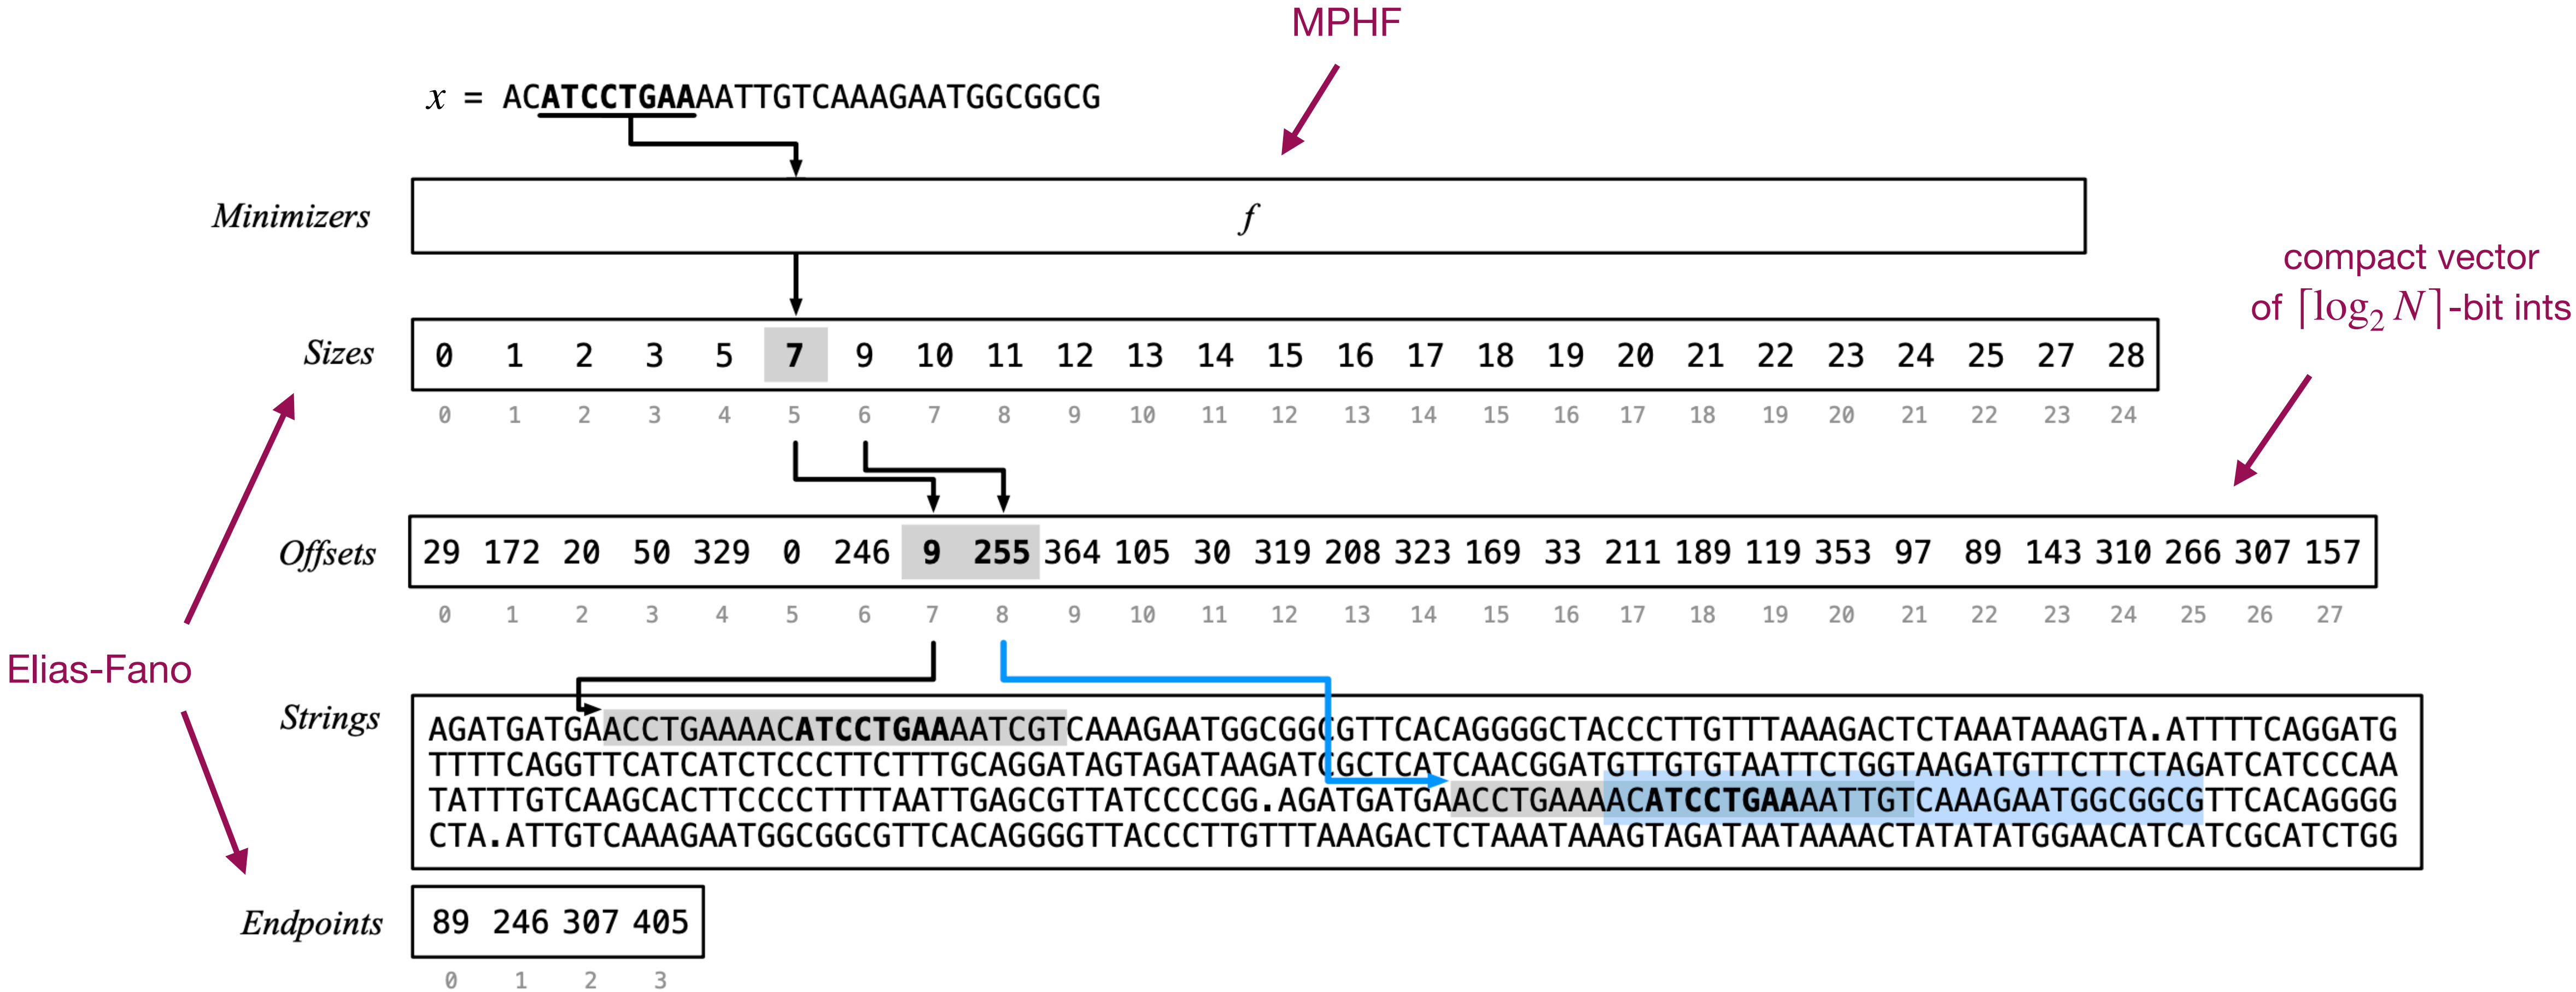 MPHF
x = ACATCCTGAAAATTGTCAAAGAATGGCGGCG
Minimizers
f
compact vector
of ⌈log₂ N⌉-bit ints
Sizes
0 1 2 3 5 7 9 10 11 12 13 14 15 16 17 18 19 20 21 22 23 24 25 27 28
0 1 2 3 4 5 6 7 8 9 10 11 12 13 14 15 16 17 18 19 20 21 22 23 24
Offsets
29 172 20 50 329 0 246 9 255 364 105 30 319 208 323 169 33 211 189 119 353 97 89 143 310 266 307 157
0 1 2 3 4 5 6 7 8 9 10 11 12 13 14 15 16 17 18 19 20 21 22 23 24 25 26 27
Elias-Fano
Strings
AGATGATGAACCTGAAAACATCCTGAAAATCGTCAAAGAATGGCGGCGTTCACAGGGGCTACCCTTGTTTAAAGACTCTAAATAAAGTA.ATTTTCAGGATG
TTTTCAGGTTCATCATCTCCCTTCTTTGCAGGATAGTAGATAAGATCGCTCATCAACGGATGTTGTGTAATTCTGGTAAGATGTTCTTCTAGATCATCCCAA
TATTTGTCAAGCACTTCCCCTTTTAATTGAGCGTTATCCCCGG.AGATGATGAACCTGAAAACATCCTGAAAATTGTCAAAGAATGGCGGCGTTCACAGGGG
CTA.ATTGTCAAAGAATGGCGGCGTTCACAGGGGTTACCCTTGTTTAAAGACTCTAAATAAAGTAGATAATAAAACTATATATGGAACATCATCGCATCTGG
Endpoints
89 246 307 405
0 1 2 3